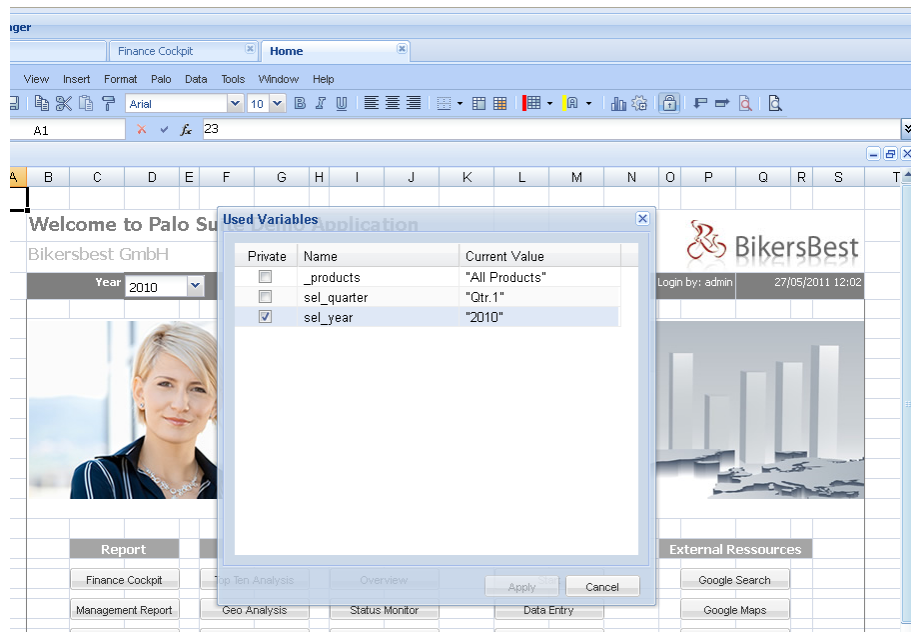 ager
Finance Cockpit Home
View Insert Format Palo Data Tools Window Help
Arial 10 B I U
A1 fx 23
A B C D E F G H I J K L M N O P Q R S T
Welcome to Palo Suite Demo Application
Bikersbest GmbH
BikersBest
Year 2010 Login by: admin 27/05/2011 12:02
Used Variables
Private Name Current Value
_products "All Products"
sel_quarter "Qtr.1"
sel_year "2010"
Report External Ressources
Finance Cockpit Top Ten Analysis Overview Google Search
Apply Cancel
Management Report Geo Analysis Status Monitor Data Entry Google Maps